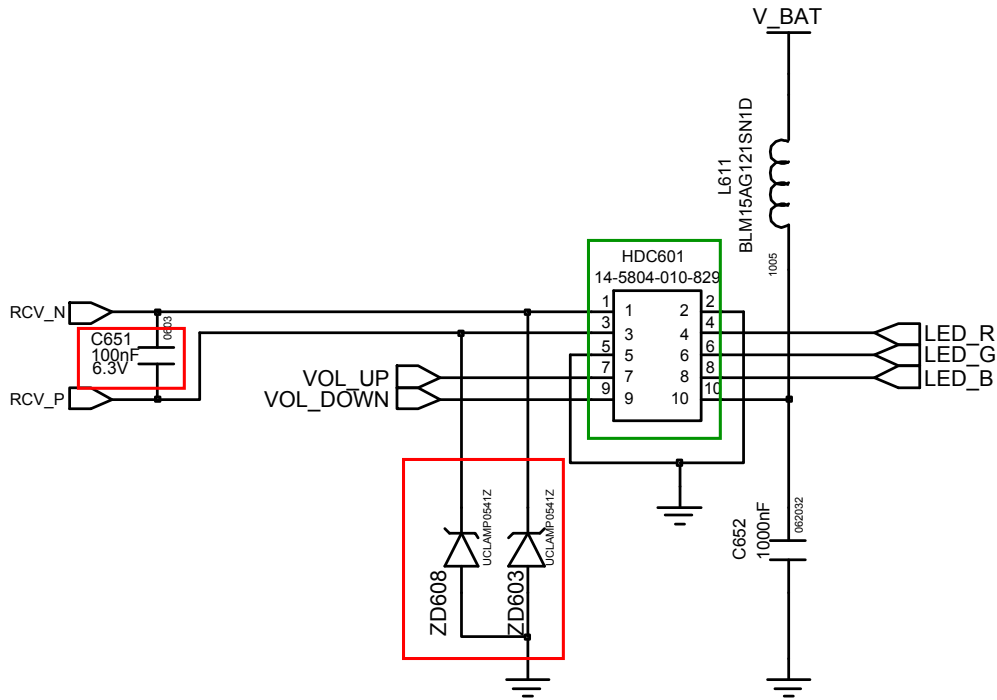 V_BAT
L611
BLM15AG121SN1D
1005
HDC601
14-5804-010-829
RCV_N
1 1 2 2
0603
C651
100nF
6.3V
3 3 4 4
LED_R
5 5 6 6
LED_G
VOL_UP
7 7 8 8
LED_B
RCV_P
VOL_DOWN
9 9 10 10
ZD608
UCLAMP0541Z
ZD603
UCLAMP0541Z
C652
1000nF
062032